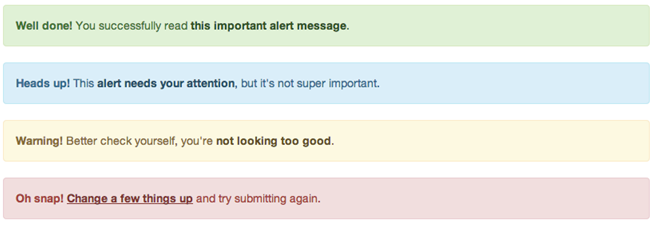 Well done! You successfully read this important alert message.
Heads up! This alert needs your attention, but it's not super important.
Warning! Better check yourself, you're not looking too good.
Oh snap! Change a few things up and try submitting again.